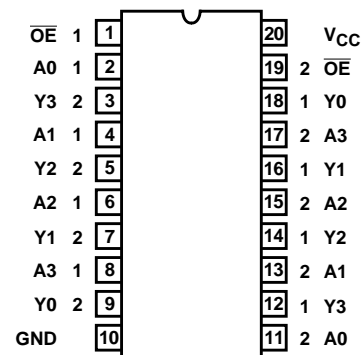 O̅E̅ 1 1 20 VCC
A0 1 2 19 2 O̅E̅
Y3 2 3 18 1 Y0
A1 1 4 17 2 A3
Y2 2 5 16 1 Y1
A2 1 6 15 2 A2
Y1 2 7 14 1 Y2
A3 1 8 13 2 A1
Y0 2 9 12 1 Y3
GND 10 11 2 A0